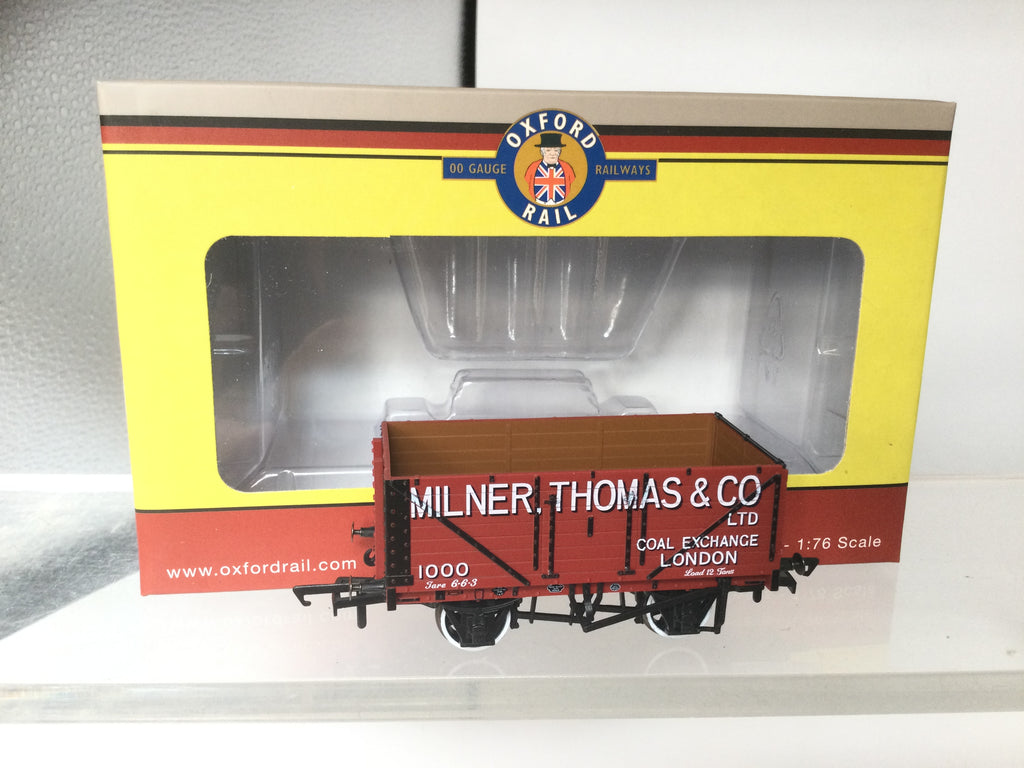 OXFORD
00 GAUGE
RAILWAYS
RAIL
MILNER, THOMAS & CO
LTD
COAL EXCHANGE
LONDON
1000
Tare 6-6-3
Load 12 Tons
www.oxfordrail.com
- 1:76 Scale